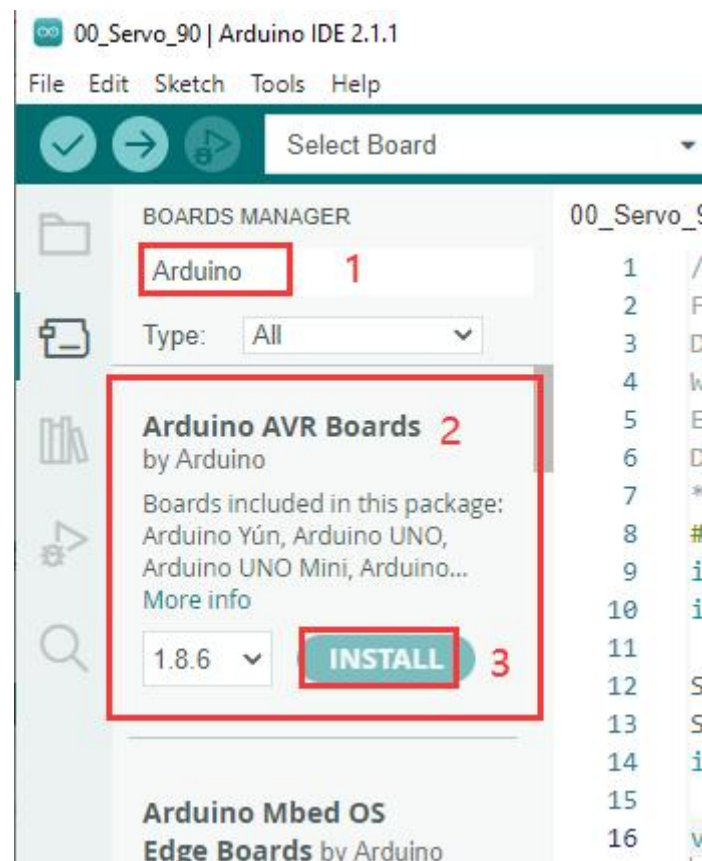 00_Servo_90 | Arduino IDE 2.1.1
File Edit Sketch Tools Help
Select Board
BOARDS MANAGER
00_Servo_9
Arduino 1
Type: All
Arduino AVR Boards 2
by Arduino
Boards included in this package:
Arduino Yún, Arduino UNO,
Arduino UNO Mini, Arduino...
More info
1.8.6 INSTALL 3
Arduino Mbed OS
Edge Boards by Arduino
1 /
2 F
3 D
4 W
5 E
6 D
7 *
8 #
9 i
10 i
11
12 S
13 S
14 i
15
16 v